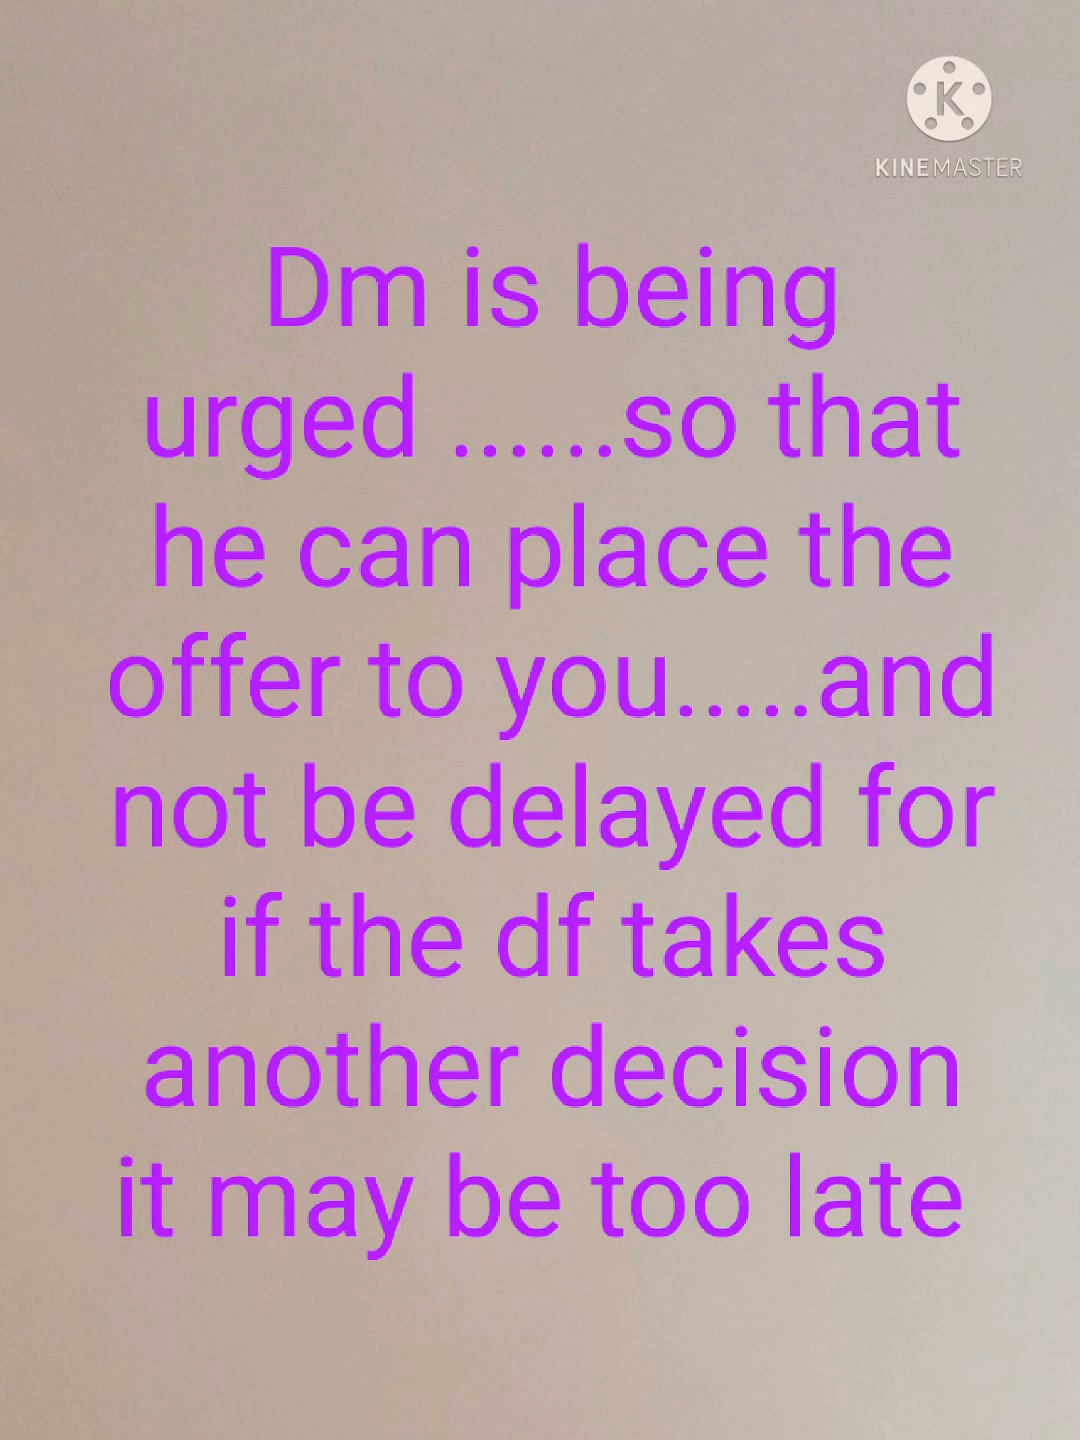 K
KINEMASTER
Dm is being
urged ......so that
he can place the
offer to you.....and
not be delayed for
if the df takes
another decision
it may be too late